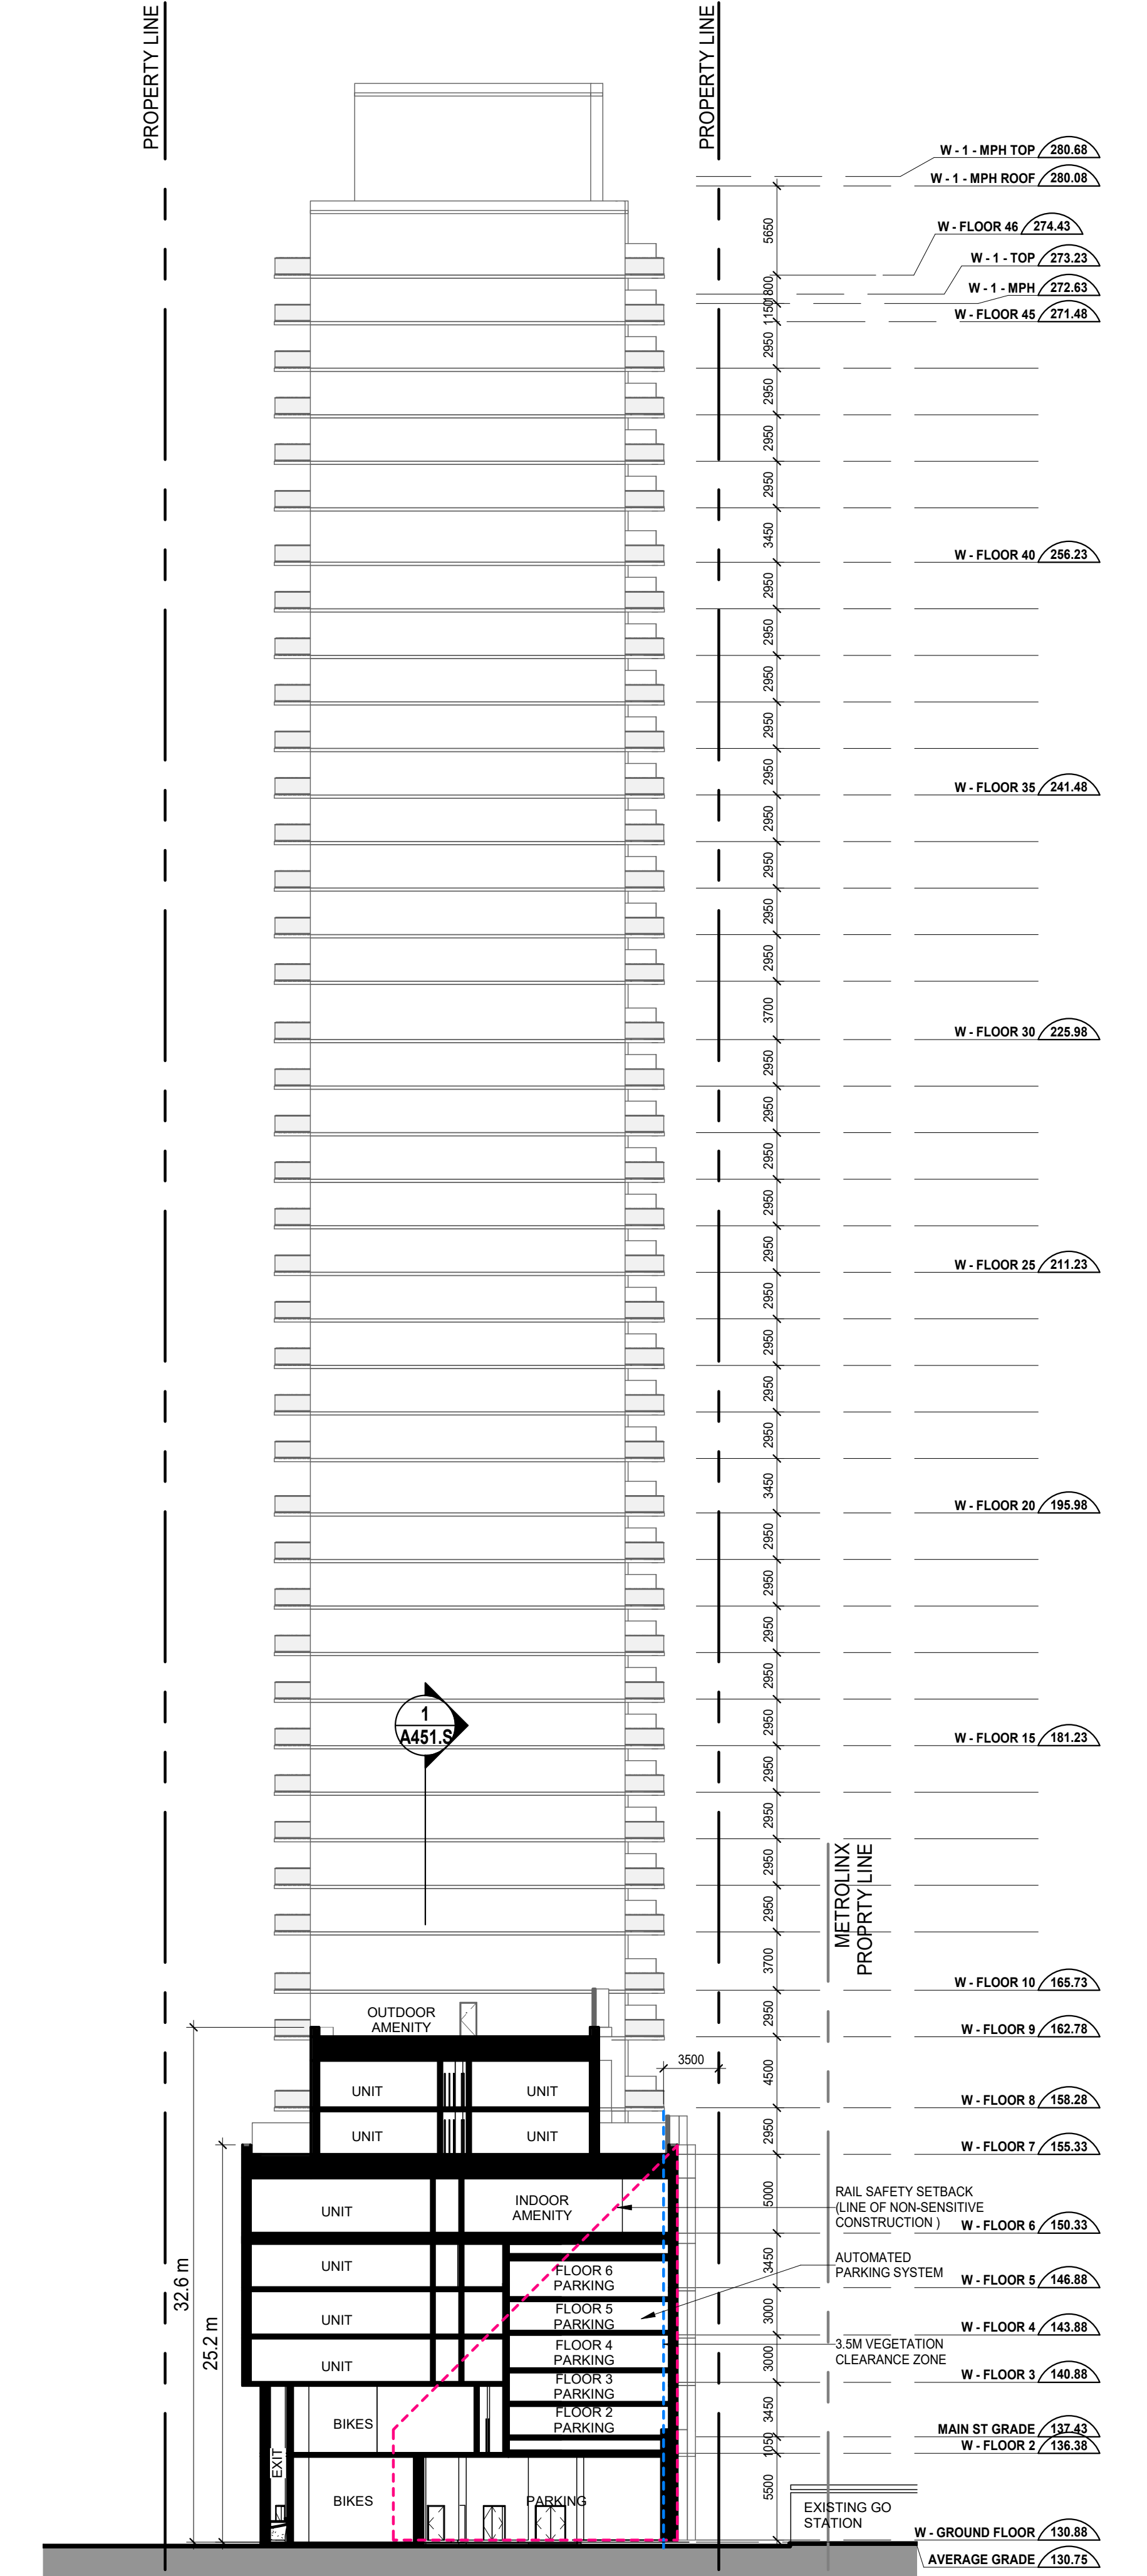 PROPERTY LINE
PROPERTY LINE
W - 1 - MPH TOP 280.68
W - 1 - MPH ROOF 280.08
5650
W - FLOOR 46 274.43
W - 1 - TOP 273.23
1800
W - 1 - MPH 272.63
1150
W - FLOOR 45 271.48
2950
2950
2950
2950
3450
W - FLOOR 40 256.23
2950
2950
2950
2950
2950
W - FLOOR 35 241.48
2950
2950
2950
2950
3700
W - FLOOR 30 225.98
2950
2950
2950
2950
2950
W - FLOOR 25 211.23
2950
2950
2950
2950
3450
W - FLOOR 20 195.98
2950
2950
2950
2950
2950
W - FLOOR 15 181.23
1
A451.S
2950
2950
2950
2950
METROLINX
PROPRTY LINE
3700
W - FLOOR 10 165.73
2950
OUTDOOR
AMENITY
W - FLOOR 9 162.78
3500
4500
UNIT UNIT
W - FLOOR 8 158.28
2950
UNIT UNIT
W - FLOOR 7 155.33
5000
RAIL SAFETY SETBACK
(LINE OF NON-SENSITIVE
CONSTRUCTION )
INDOOR
AMENITY
UNIT
W - FLOOR 6 150.33
3450
AUTOMATED
PARKING SYSTEM
UNIT
FLOOR 6
PARKING
W - FLOOR 5 146.88
32.6 m
25.2 m
3000
FLOOR 5
PARKING
UNIT
W - FLOOR 4 143.88
3.5M VEGETATION
CLEARANCE ZONE
3000
FLOOR 4
PARKING
UNIT
W - FLOOR 3 140.88
FLOOR 3
PARKING
3450
FLOOR 2
PARKING
BIKES
MAIN ST GRADE 137.43
1050
W - FLOOR 2 136.38
EXIT
5500
BIKES
PARKING
EXISTING GO
STATION
W - GROUND FLOOR 130.88
AVERAGE GRADE 130.75